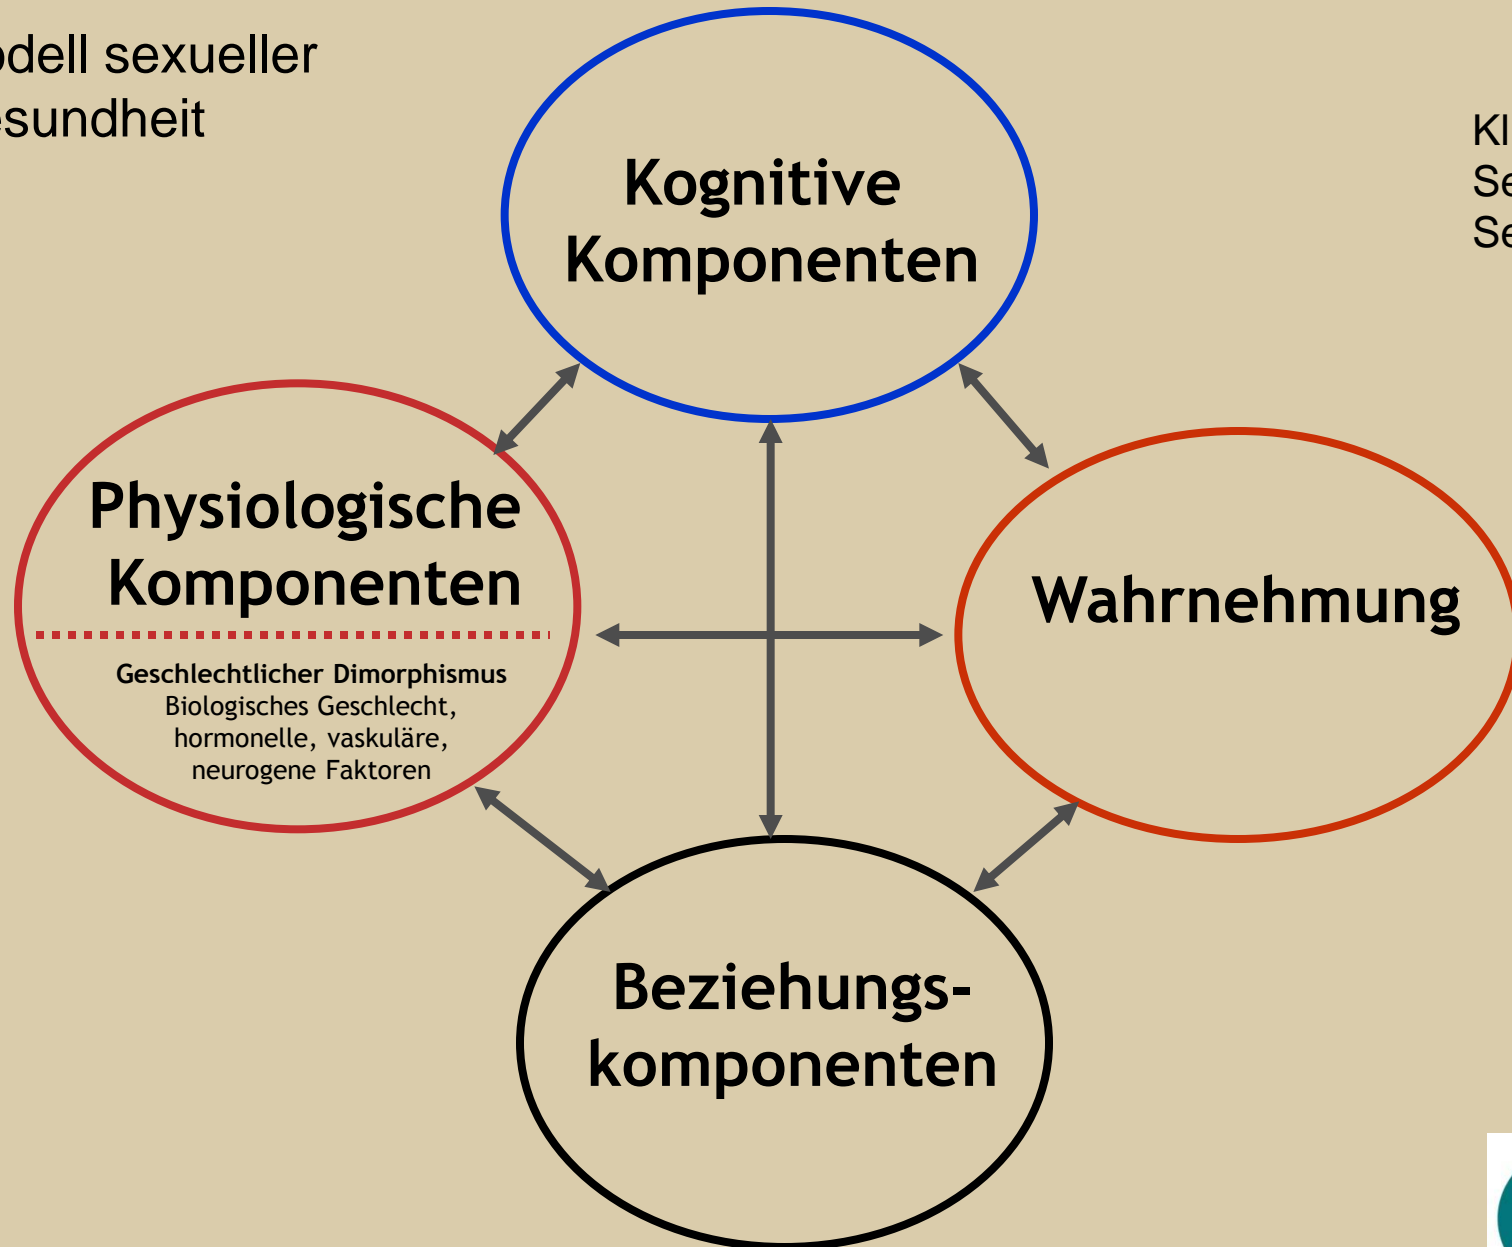 odell sexueller
esundheit
Kl
Se
Se
Kognitive
Komponenten
Physiologische
Komponenten
Geschlechtlicher Dimorphismus
Biologisches Geschlecht,
hormonelle, vaskuläre,
neurogene Faktoren
Wahrnehmung
Beziehungs-
komponenten